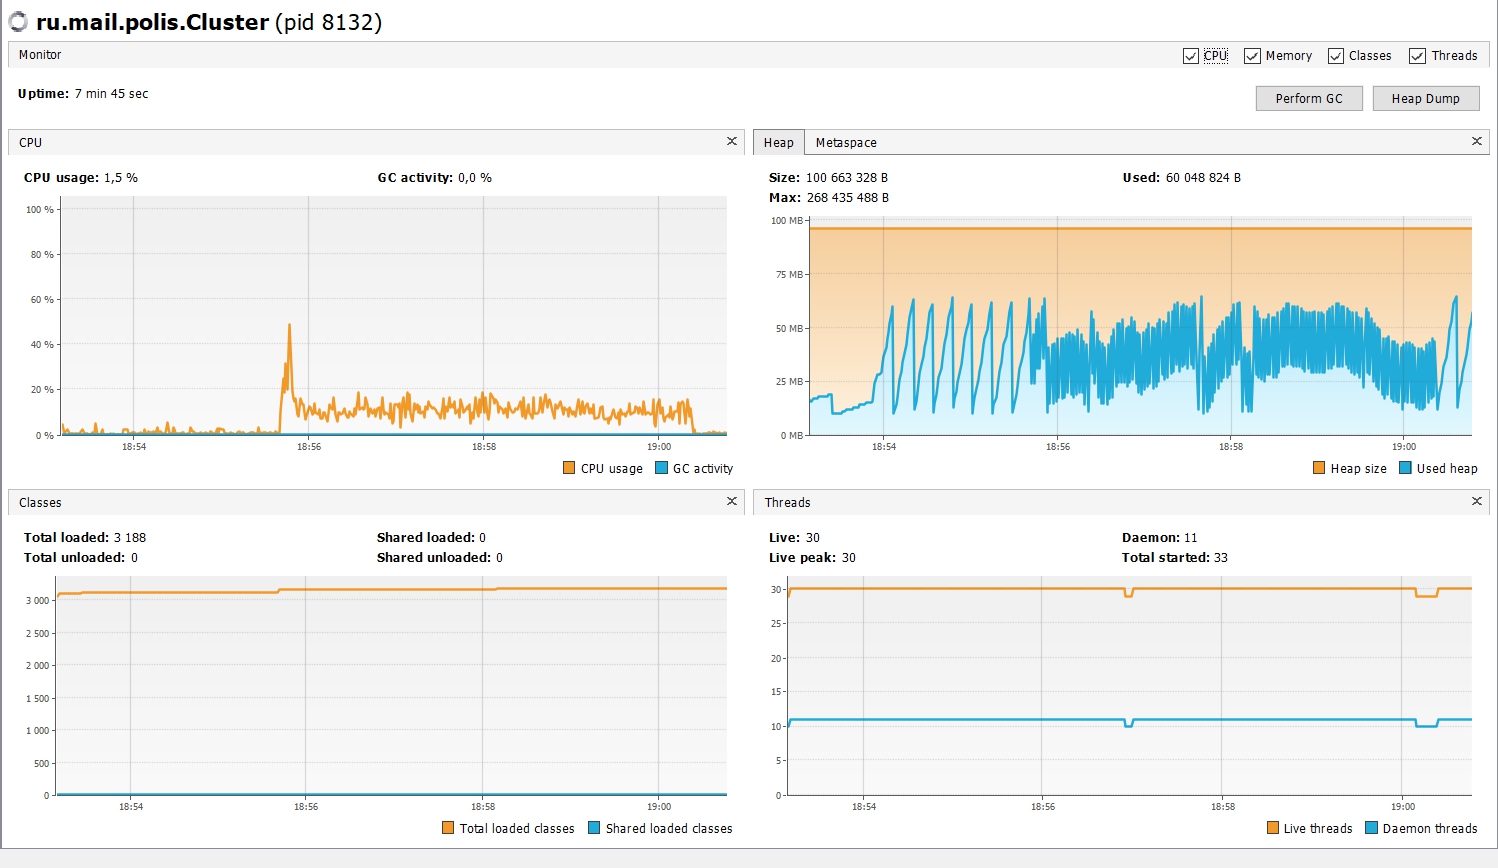 ru.mail.polis.Cluster (pid 8132)
Monitor
CPU Memory Classes Threads
Uptime: 7 min 45 sec
Perform GC Heap Dump
CPU
CPU usage: 1,5 % GC activity: 0,0 %
100 %
80 %
60 %
40 %
20 %
0 %
18:54 18:56 18:58 19:00
CPU usage GC activity
Heap Metaspace
Size: 100 663 328 B Used: 60 048 824 B
Max: 268 435 488 B
100 MB
75 MB
50 MB
25 MB
0 MB
18:54 18:56 18:58 19:00
Heap size Used heap
Classes
Total loaded: 3 188 Shared loaded: 0
Total unloaded: 0 Shared unloaded: 0
3 000
2 500
2 000
1 500
1 000
500
0
18:54 18:56 18:58 19:00
Total loaded classes Shared loaded classes
Threads
Live: 30 Daemon: 11
Live peak: 30 Total started: 33
30
25
20
15
10
5
0
18:54 18:56 18:58 19:00
Live threads Daemon threads